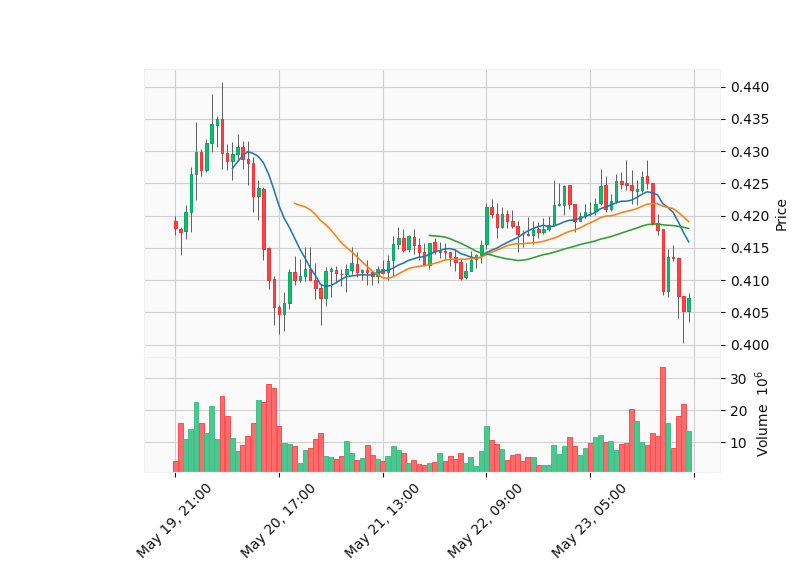 0.440
0.435
0.430
0.425
0.420
0.415
0.410
0.405
0.400
Price
30
20
10
Volume 10^6
May 19, 21:00
May 20, 17:00
May 21, 13:00
May 22, 09:00
May 23, 05:00